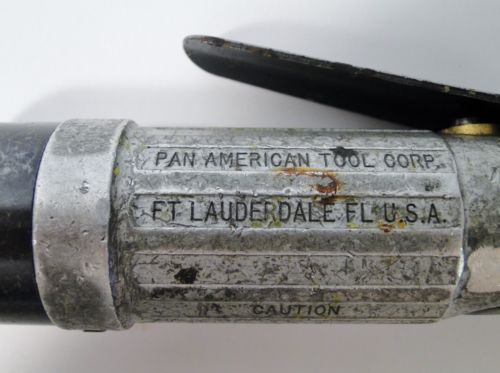 PAN AMERICAN TOOL CORP.
FT LAUDERDALE FL U.S.A.
CAUTION